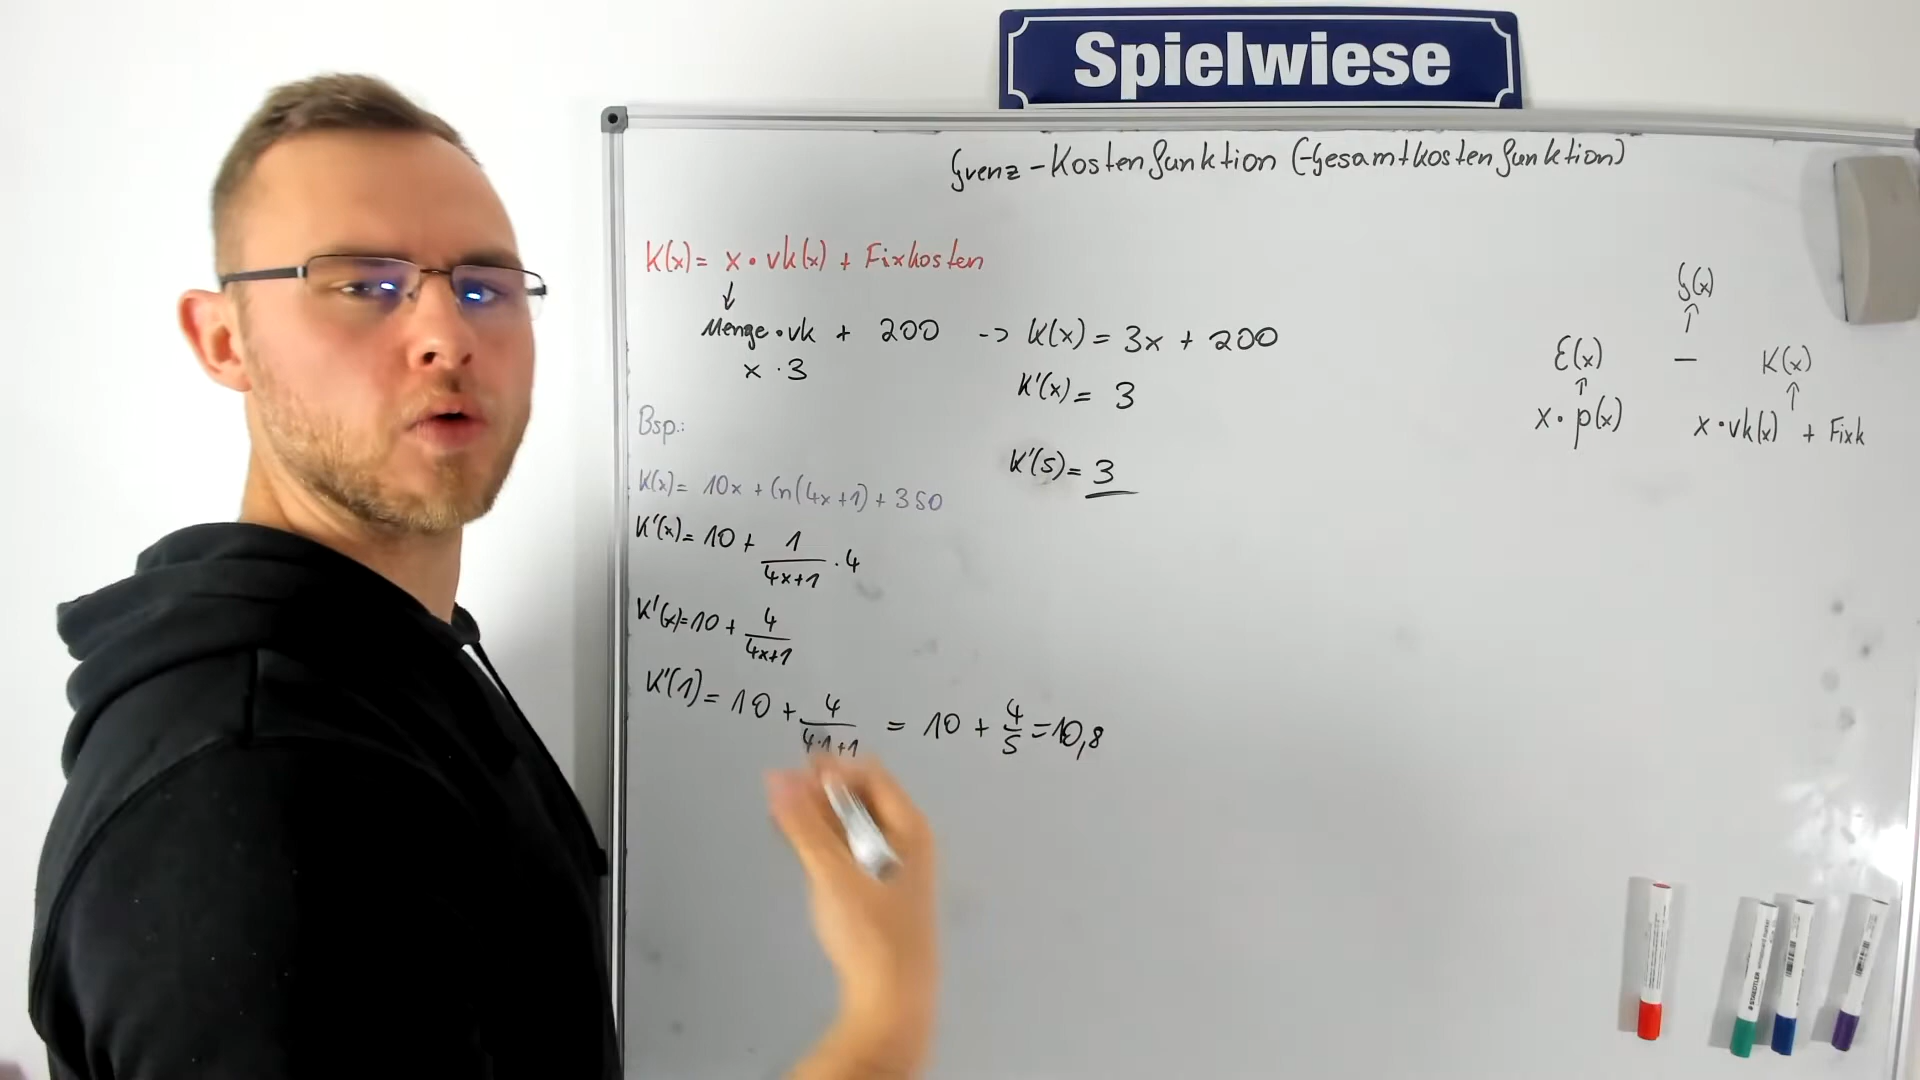 Spielwiese
Grenz-Kostenfunktion (-Gesamtkostenfunktion)
K(x)= x • vk(x) + Fixkosten
↓
Menge • vk + 200 -> K(x) = 3x + 200
x · 3
K'(x) = 3
K'(5) = 3
Bsp.:
K(x)= 10x + ln(4x+1) + 350
K'(x)= 10 + 1/(4x+1) · 4
K'(x)=10 + 4/(4x+1)
K'(1)= 10 + 4/(4·1+1) = 10 + 4/5 = 10,8
G(x)
↑
E(x) — K(x)
↑ ↑
x • p(x) x • vk(x) + Fixk
STAEDTLER